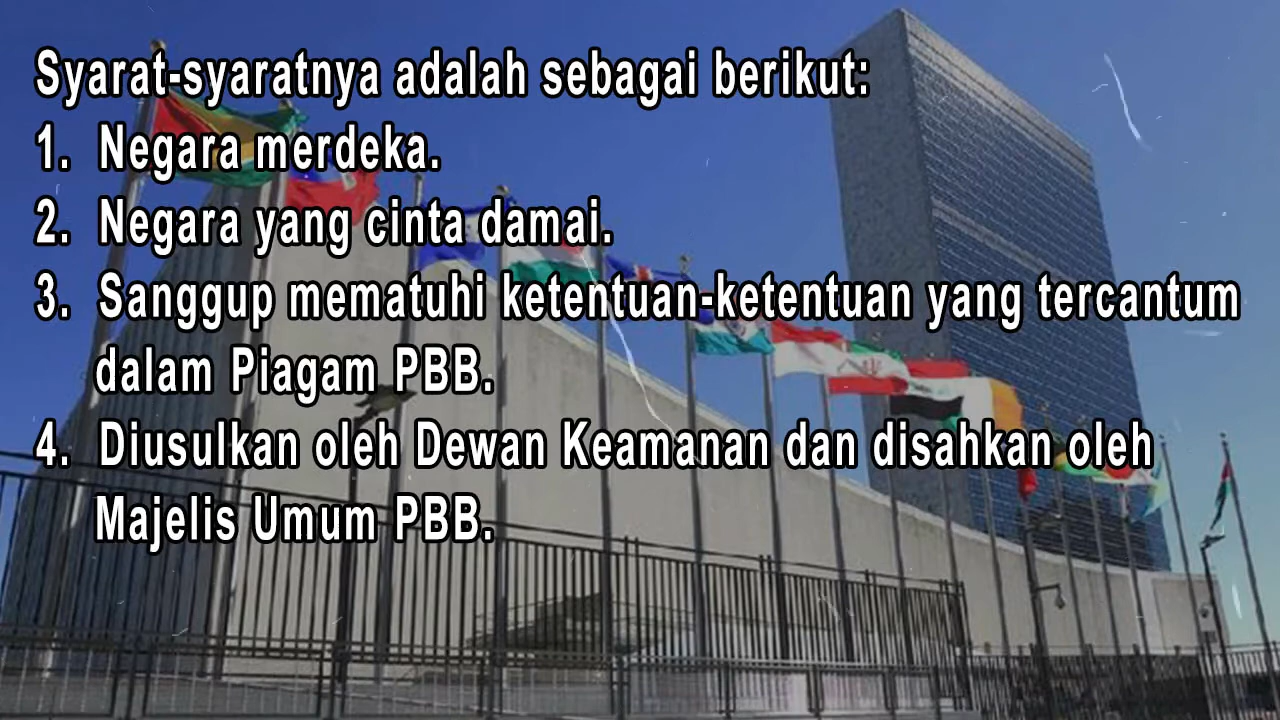 Syarat-syaratnya adalah sebagai berikut:
1. Negara merdeka.
2. Negara yang cinta damai.
3. Sanggup mematuhi ketentuan-ketentuan yang tercantum
dalam Piagam PBB.
4. Diusulkan oleh Dewan Keamanan dan disahkan oleh
Majelis Umum PBB.